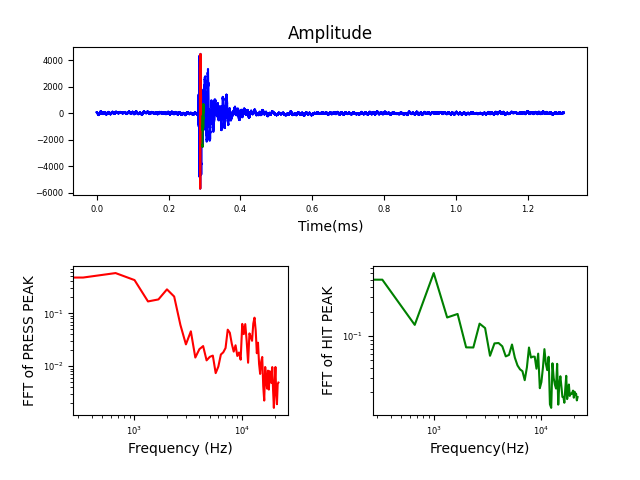 Amplitude
4000
2000
0
−2000
−4000
−6000
0.0 0.2 0.4 0.6 0.8 1.0 1.2
Time(ms)
FFT of PRESS PEAK
10⁻¹
10⁻²
10³ 10⁴
Frequency (Hz)
FFT of HIT PEAK
10⁻¹
10³ 10⁴
Frequency(Hz)